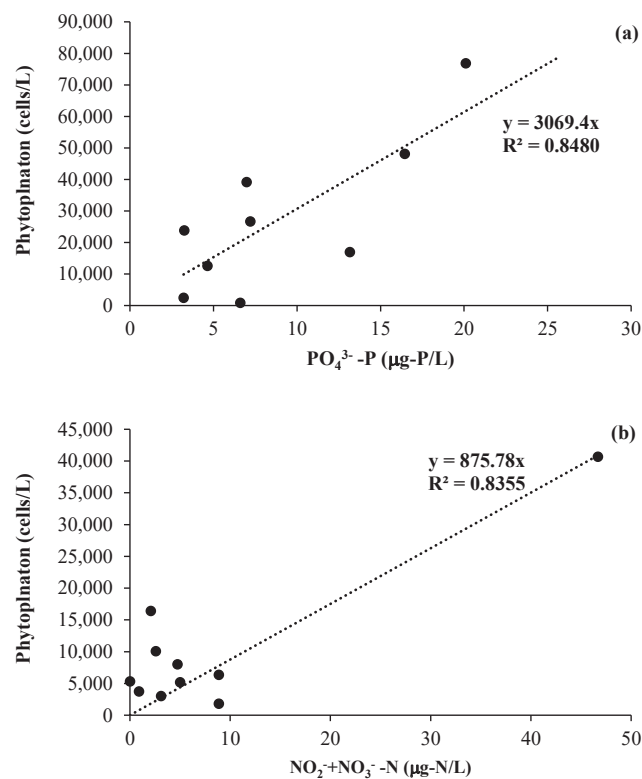 (a)
90,000
80,000
70,000
60,000
50,000
40,000
30,000
20,000
10,000
0
Phytoplnaton (cells/L)
y = 3069.4x
R² = 0.8480
0 5 10 15 20 25 30
PO₄³⁻ -P (µg-P/L)
(b)
45,000
40,000
35,000
30,000
25,000
20,000
15,000
10,000
5,000
0
Phytoplnaton (cells/L)
y = 875.78x
R² = 0.8355
0 10 20 30 40 50
NO₂⁻+NO₃⁻ -N (µg-N/L)